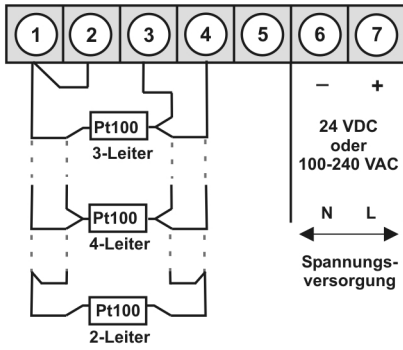 1 2 3 4 5 6 7
− +
Pt100
3-Leiter
24 VDC
oder
100-240 VAC
Pt100
4-Leiter
N L
Spannungs-
versorgung
Pt100
2-Leiter